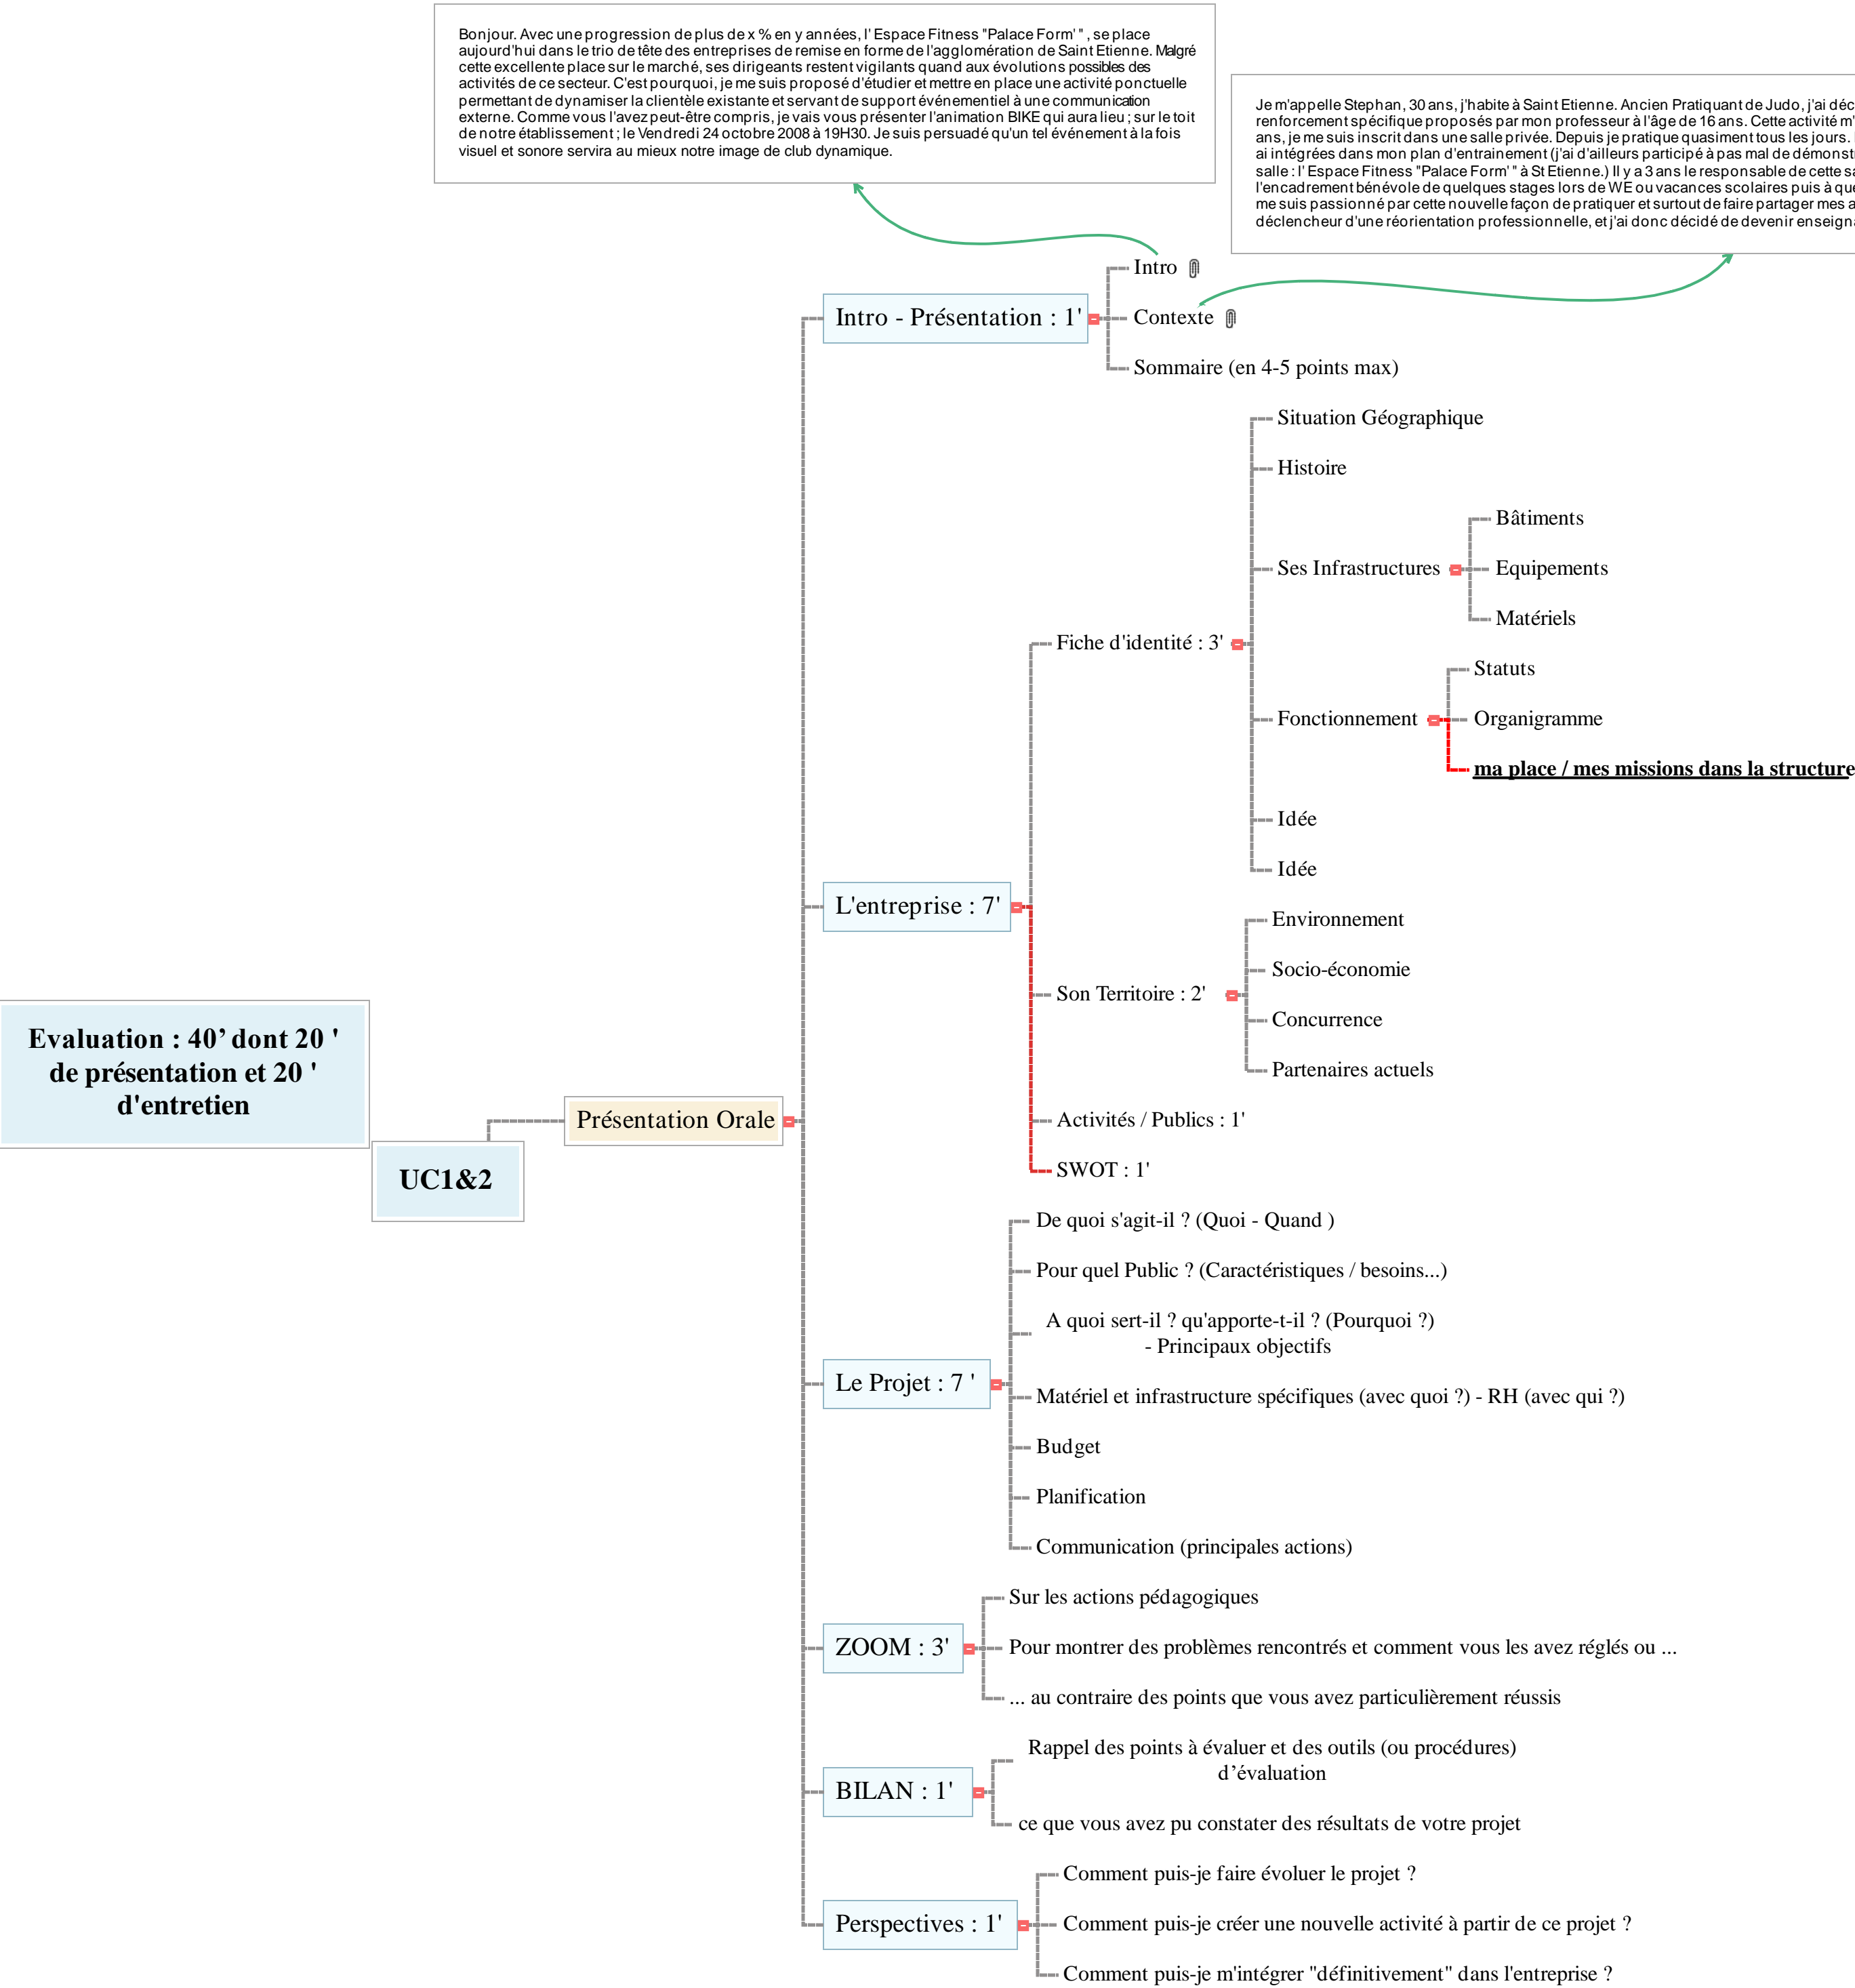 Bonjour. Avec une progression de plus de x % en y années, l' Espace Fitness "Palace Form' " , se place
aujourd'hui dans le trio de tête des entreprises de remise en forme de l'agglomération de Saint Etienne. Malgré
cette excellente place sur le marché, ses dirigeants restent vigilants quand aux évolutions possibles des
activités de ce secteur. C'est pourquoi, je me suis proposé d'étudier et mettre en place une activité ponctuelle
permettant de dynamiser la clientèle existante et servant de support événementiel à une communication
externe. Comme vous l'avez peut-être compris, je vais vous présenter l'animation BIKE qui aura lieu ; sur le toit
de notre établissement ; le Vendredi 24 octobre 2008 à 19H30. Je suis persuadé qu'un tel événement à la fois
visuel et sonore servira au mieux notre image de club dynamique.
Je m'appelle Stephan, 30 ans, j'habite à Saint Etienne. Ancien Pratiquant de Judo, j'ai déc
renforcement spécifique proposés par mon professeur à l'âge de 16 ans. Cette activité m'
ans, je me suis inscrit dans une salle privée. Depuis je pratique quasiment tous les jours.
ai intégrées dans mon plan d'entrainement (j'ai d'ailleurs participé à pas mal de démonst
salle : l' Espace Fitness "Palace Form' " à St Etienne.) Il y a 3 ans le responsable de cette sa
l'encadrement bénévole de quelques stages lors de WE ou vacances scolaires puis à que
me suis passionné par cette nouvelle façon de pratiquer et surtout de faire partager mes a
déclencheur d'une réorientation professionnelle, et j'ai donc décidé de devenir enseign
Intro
Intro - Présentation : 1'
Contexte
Sommaire (en 4-5 points max)
Situation Géographique
Histoire
Bâtiments
Ses Infrastructures
Equipements
Matériels
Fiche d'identité : 3'
Statuts
Fonctionnement
Organigramme
ma place / mes missions dans la structure
Idée
Idée
L'entreprise : 7'
Environnement
Socio-économie
Son Territoire : 2'
Concurrence
Partenaires actuels
Evaluation : 40’ dont 20 '
de présentation et 20 '
d'entretien
Présentation Orale
Activités / Publics : 1'
UC1&2
SWOT : 1'
De quoi s'agit-il ? (Quoi - Quand )
Pour quel Public ? (Caractéristiques / besoins...)
A quoi sert-il ? qu'apporte-t-il ? (Pourquoi ?)
- Principaux objectifs
Le Projet : 7 '
Matériel et infrastructure spécifiques (avec quoi ?) - RH (avec qui ?)
Budget
Planification
Communication (principales actions)
Sur les actions pédagogiques
ZOOM : 3'
Pour montrer des problèmes rencontrés et comment vous les avez réglés ou ...
... au contraire des points que vous avez particulièrement réussis
Rappel des points à évaluer et des outils (ou procédures)
d’évaluation
BILAN : 1'
ce que vous avez pu constater des résultats de votre projet
Comment puis-je faire évoluer le projet ?
Perspectives : 1'
Comment puis-je créer une nouvelle activité à partir de ce projet ?
Comment puis-je m'intégrer "définitivement" dans l'entreprise ?